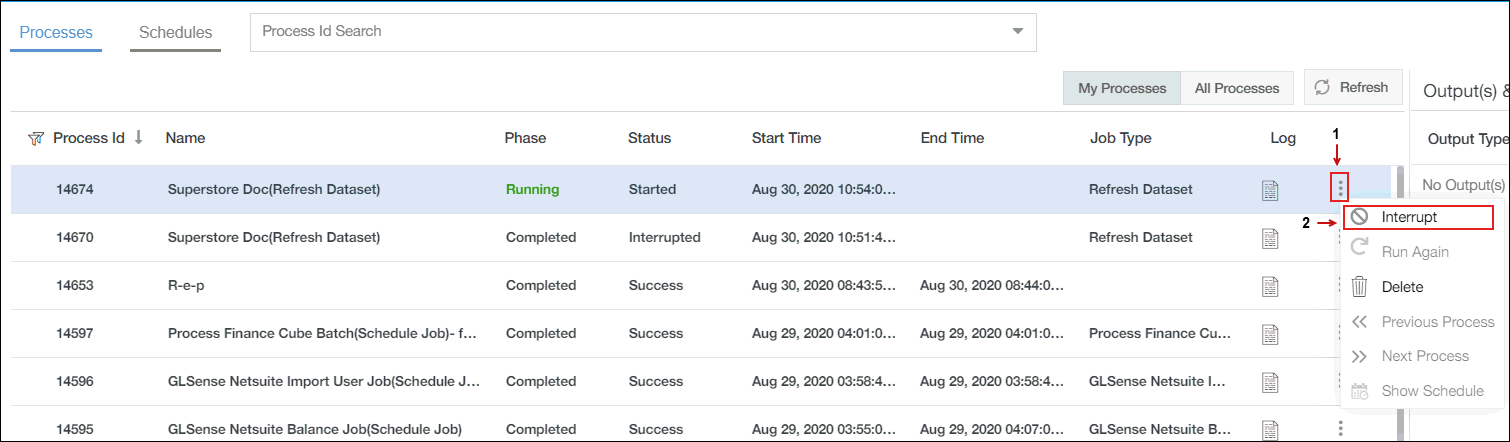 Processes Schedules Process Id Search
My Processes All Processes Refresh Output(s) &
Process Id Name Phase Status Start Time End Time Job Type Log 1 Output Type
14674 Superstore Doc(Refresh Dataset) Running Started Aug 30, 2020 10:54:0... Refresh Dataset No Output(s)
2 Interrupt
14670 Superstore Doc(Refresh Dataset) Completed Interrupted Aug 30, 2020 10:51:4... Refresh Dataset
Run Again
14653 R-e-p Completed Success Aug 30, 2020 08:43:5... Aug 30, 2020 08:44:0... Delete
Previous Process
14597 Process Finance Cube Batch(Schedule Job)- f... Completed Success Aug 29, 2020 04:01:0... Aug 29, 2020 04:01:0... Process Finance Cu...
Next Process
14596 GLSense Netsuite Import User Job(Schedule J... Completed Success Aug 29, 2020 03:58:4... Aug 29, 2020 03:58:4... GLSense Netsuite I...
Show Schedule
14595 GLSense Netsuite Balance Job(Schedule Job) Completed Success Aug 29, 2020 03:55:0... Aug 29, 2020 04:07:0... GLSense Netsuite B...